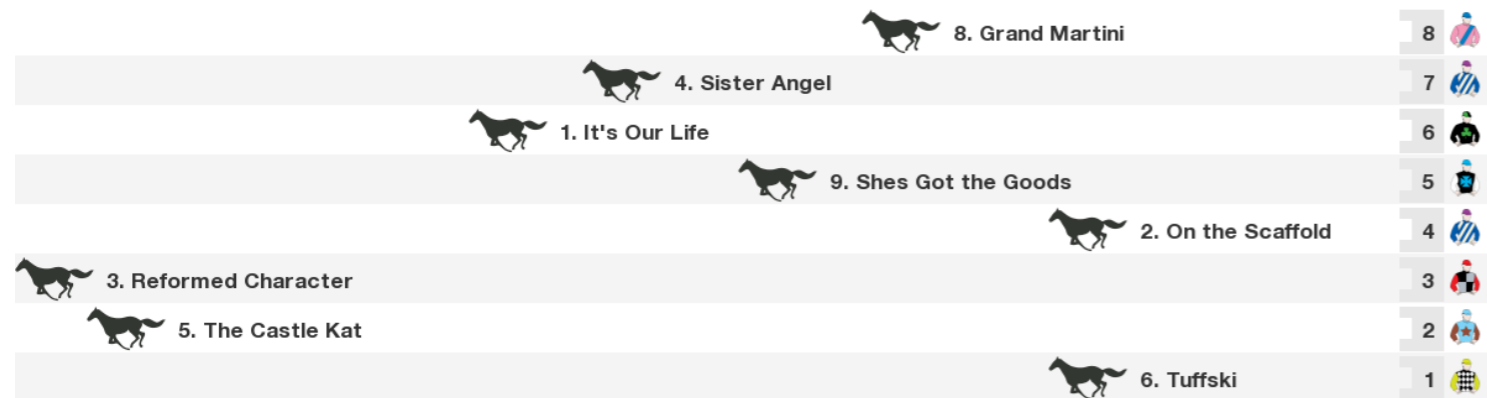 8. Grand Martini 8
4. Sister Angel 7
1. It's Our Life 6
9. Shes Got the Goods 5
2. On the Scaffold 4
3. Reformed Character 3
5. The Castle Kat 2
6. Tuffski 1